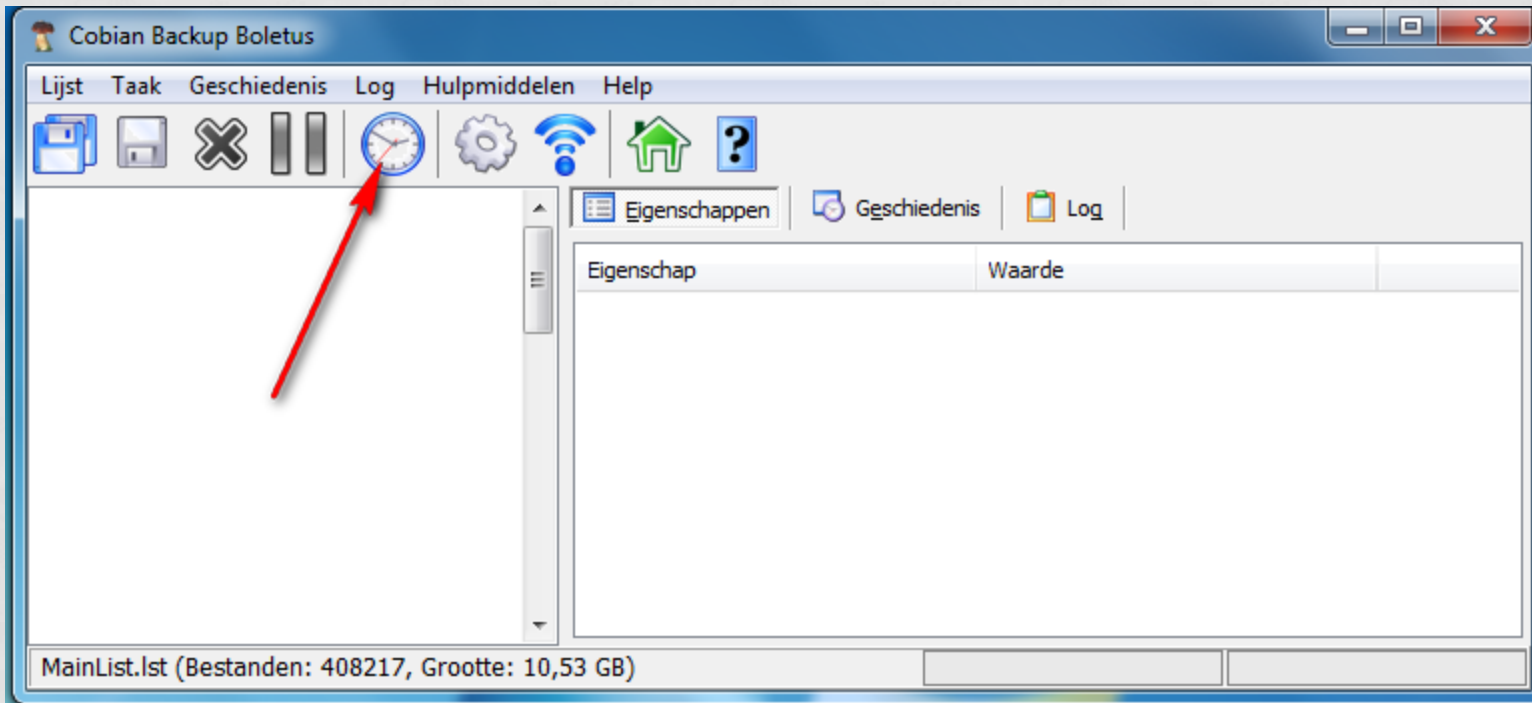 Cobian Backup Boletus
Lijst Taak Geschiedenis Log Hulpmiddelen Help
?
Eigenschappen Geschiedenis Log
Eigenschap Waarde
MainList.lst (Bestanden: 408217, Grootte: 10,53 GB)